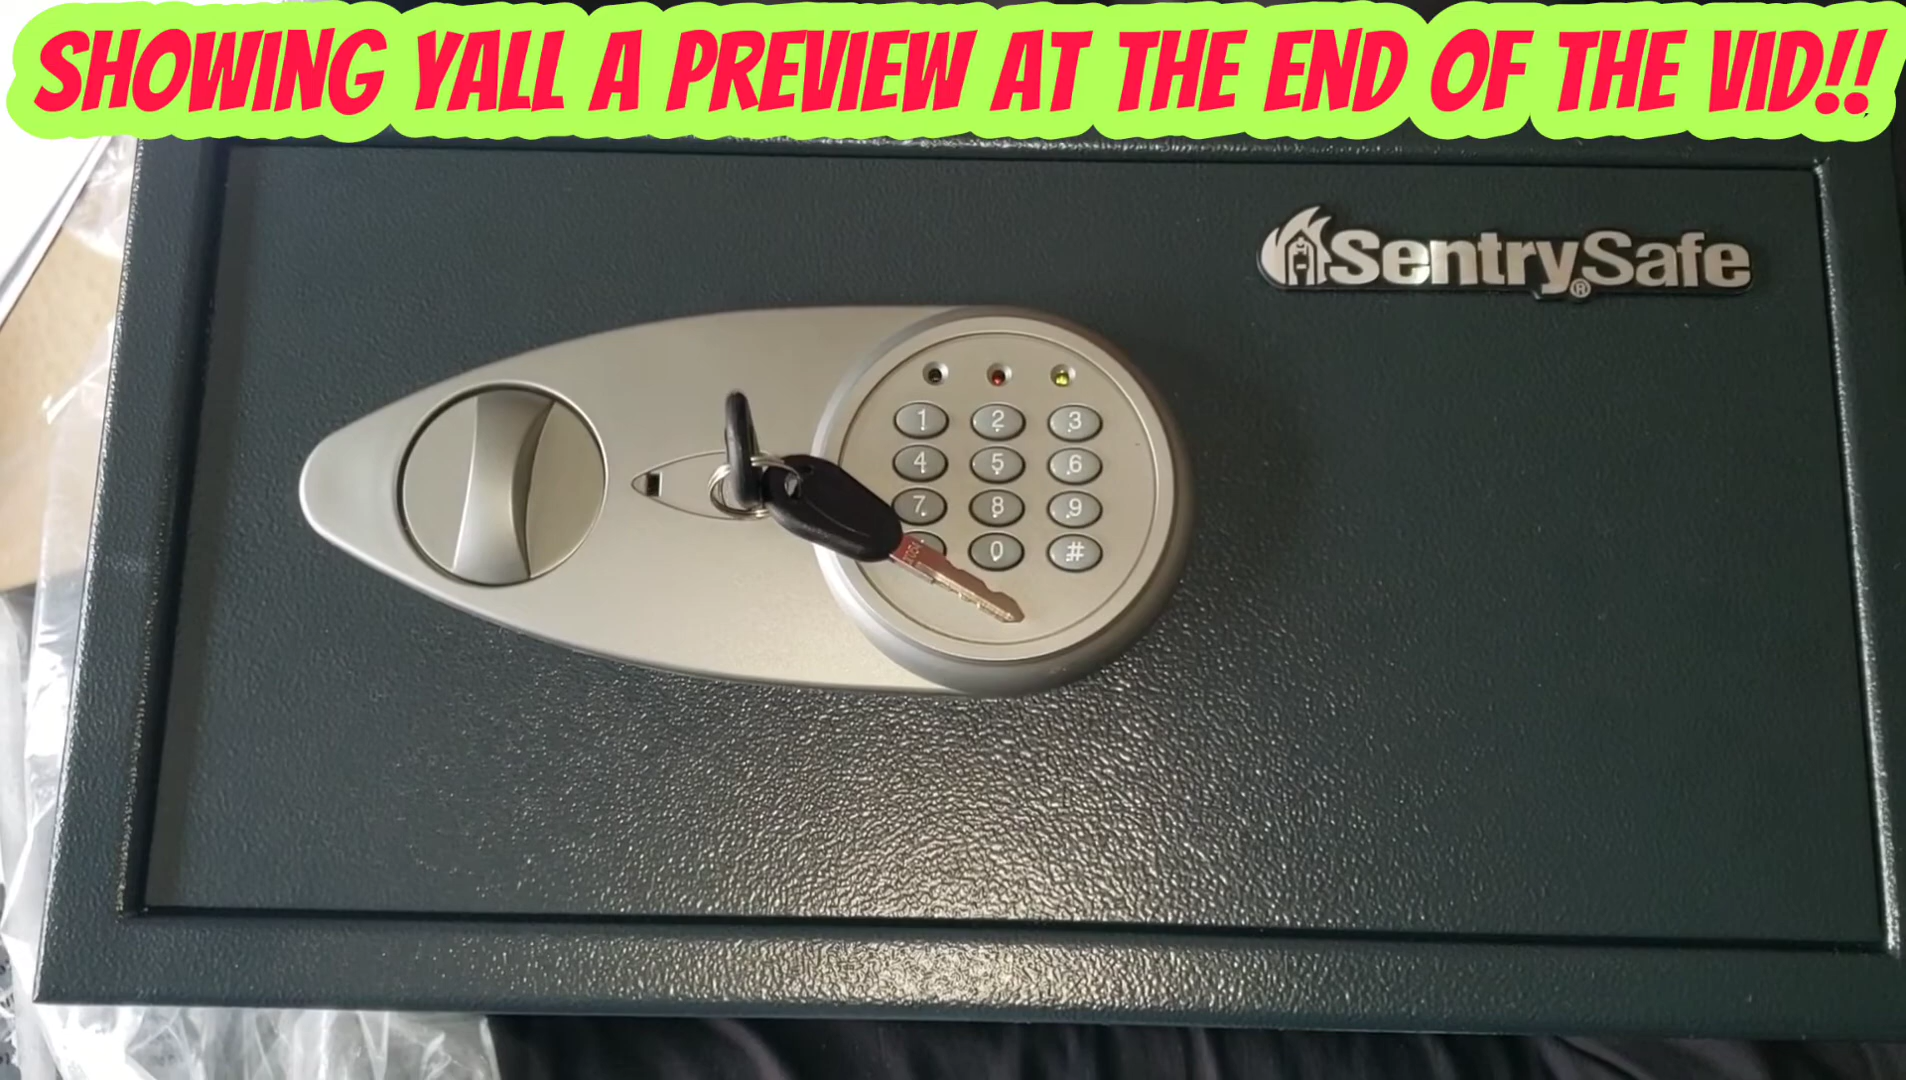 SHOWING YALL A PREVIEW AT THE END OF THE VID!!
SentrySafe®
1 2 3
4 5 6
7 8 9
0 #